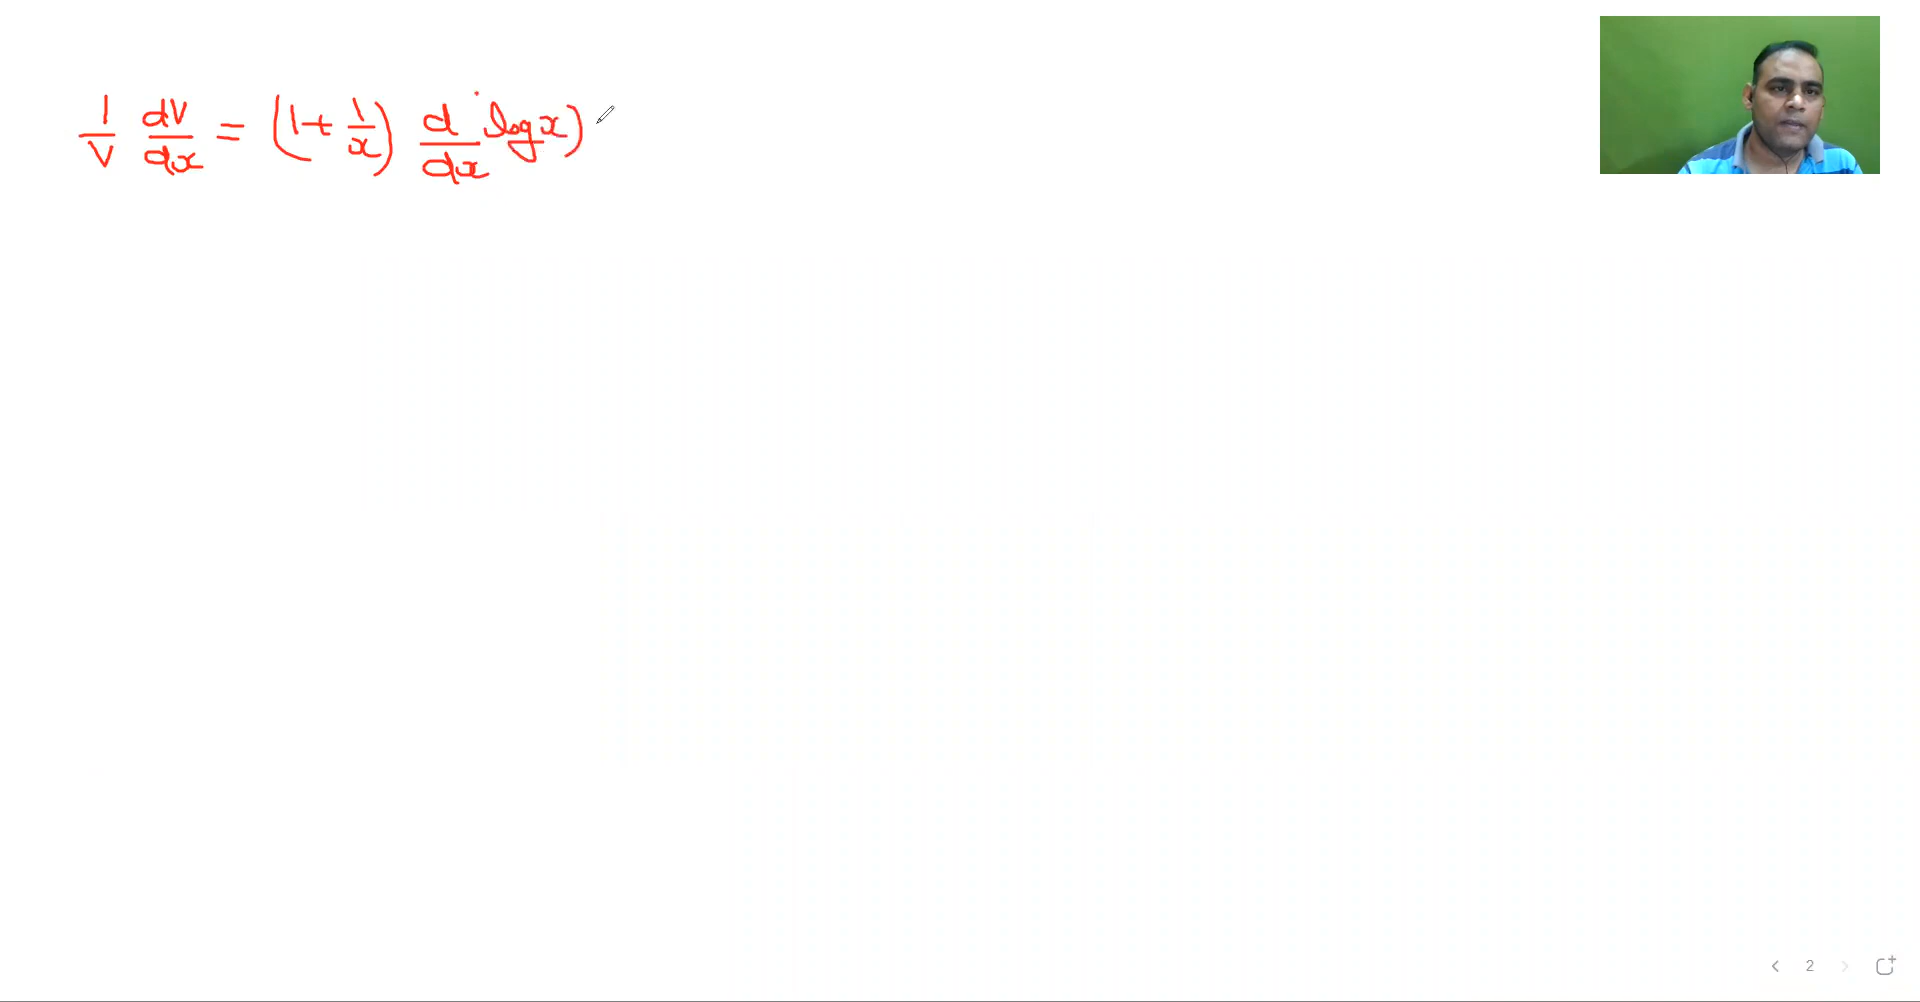 1/V dV/dx = (1+ 1/x) d/dx log x)
2